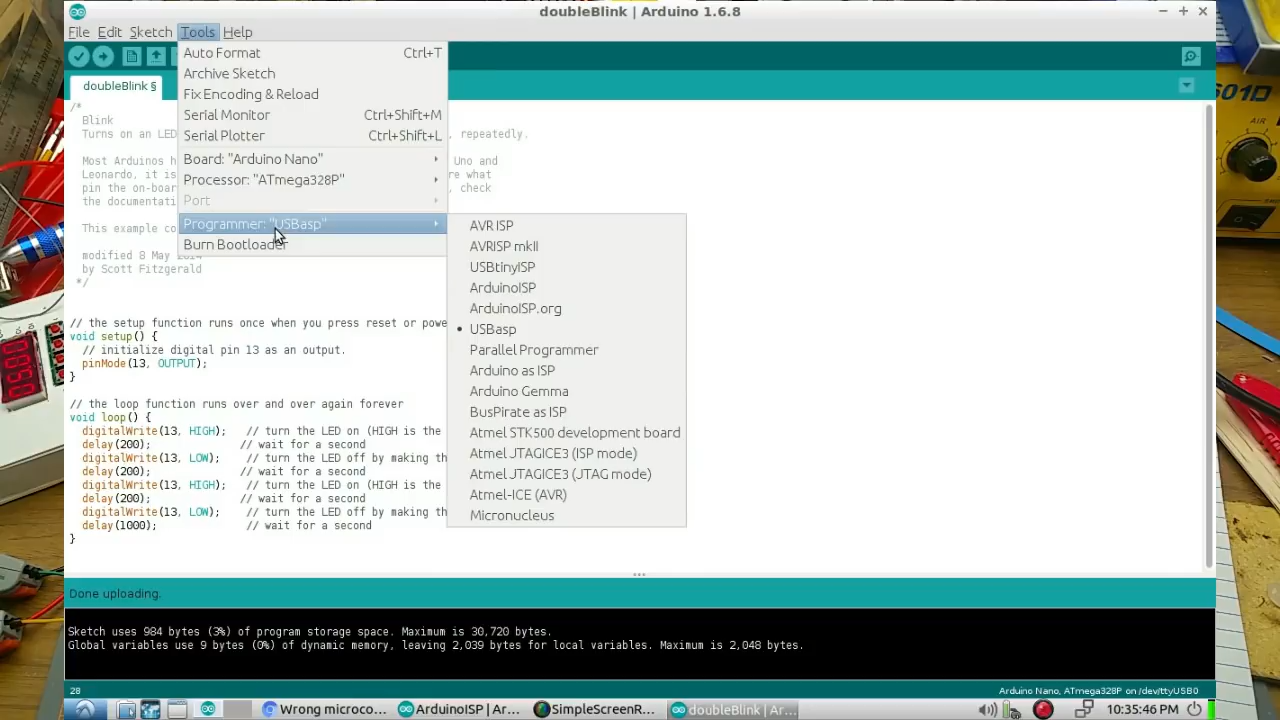 doubleBlink | Arduino 1.6.8
File Edit Sketch Tools Help
Auto Format Ctrl+T
Archive Sketch
Fix Encoding & Reload
Serial Monitor Ctrl+Shift+M
Serial Plotter Ctrl+Shift+L
Board: "Arduino Nano"
Processor: "ATmega328P"
Port
Programmer: "USBasp"
Burn Bootloader
AVR ISP
AVRISP mkII
USBtinyISP
ArduinoISP
ArduinoISP.org
USBasp
Parallel Programmer
Arduino as ISP
Arduino Gemma
BusPirate as ISP
Atmel STK500 development board
Atmel JTAGICE3 (ISP mode)
Atmel JTAGICE3 (JTAG mode)
Atmel-ICE (AVR)
Micronucleus
doubleBlink §
/*
Blink
Turns on an LED , repeatedly.
Most Arduinos h Uno and
Leonardo, it is re what
pin the on-boar , check
the documentati
This example co
modified 8 May 2014
by Scott Fitzgerald
*/
// the setup function runs once when you press reset or powe
void setup() {
// initialize digital pin 13 as an output.
pinMode(13, OUTPUT);
}
// the loop function runs over and over again forever
void loop() {
digitalWrite(13, HIGH); // turn the LED on (HIGH is the
delay(200); // wait for a second
digitalWrite(13, LOW); // turn the LED off by making th
delay(200); // wait for a second
digitalWrite(13, HIGH); // turn the LED on (HIGH is the
delay(200); // wait for a second
digitalWrite(13, LOW); // turn the LED off by making th
delay(1000); // wait for a second
}
Done uploading.
Sketch uses 984 bytes (3%) of program storage space. Maximum is 30,720 bytes.
Global variables use 9 bytes (0%) of dynamic memory, leaving 2,039 bytes for local variables. Maximum is 2,048 bytes.
28 Arduino Nano, ATmega328P on /dev/ttyUSB0
Wrong microco... ArduinoISP | Ar... SimpleScreenR... doubleBlink | Ar... 10:35:46 PM
601D